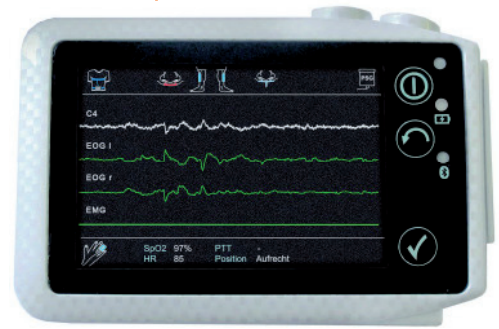 PSG
C4
EOG l
EOG r
EMG
SpO2 97% PTT -
HR 85 Position Aufrecht